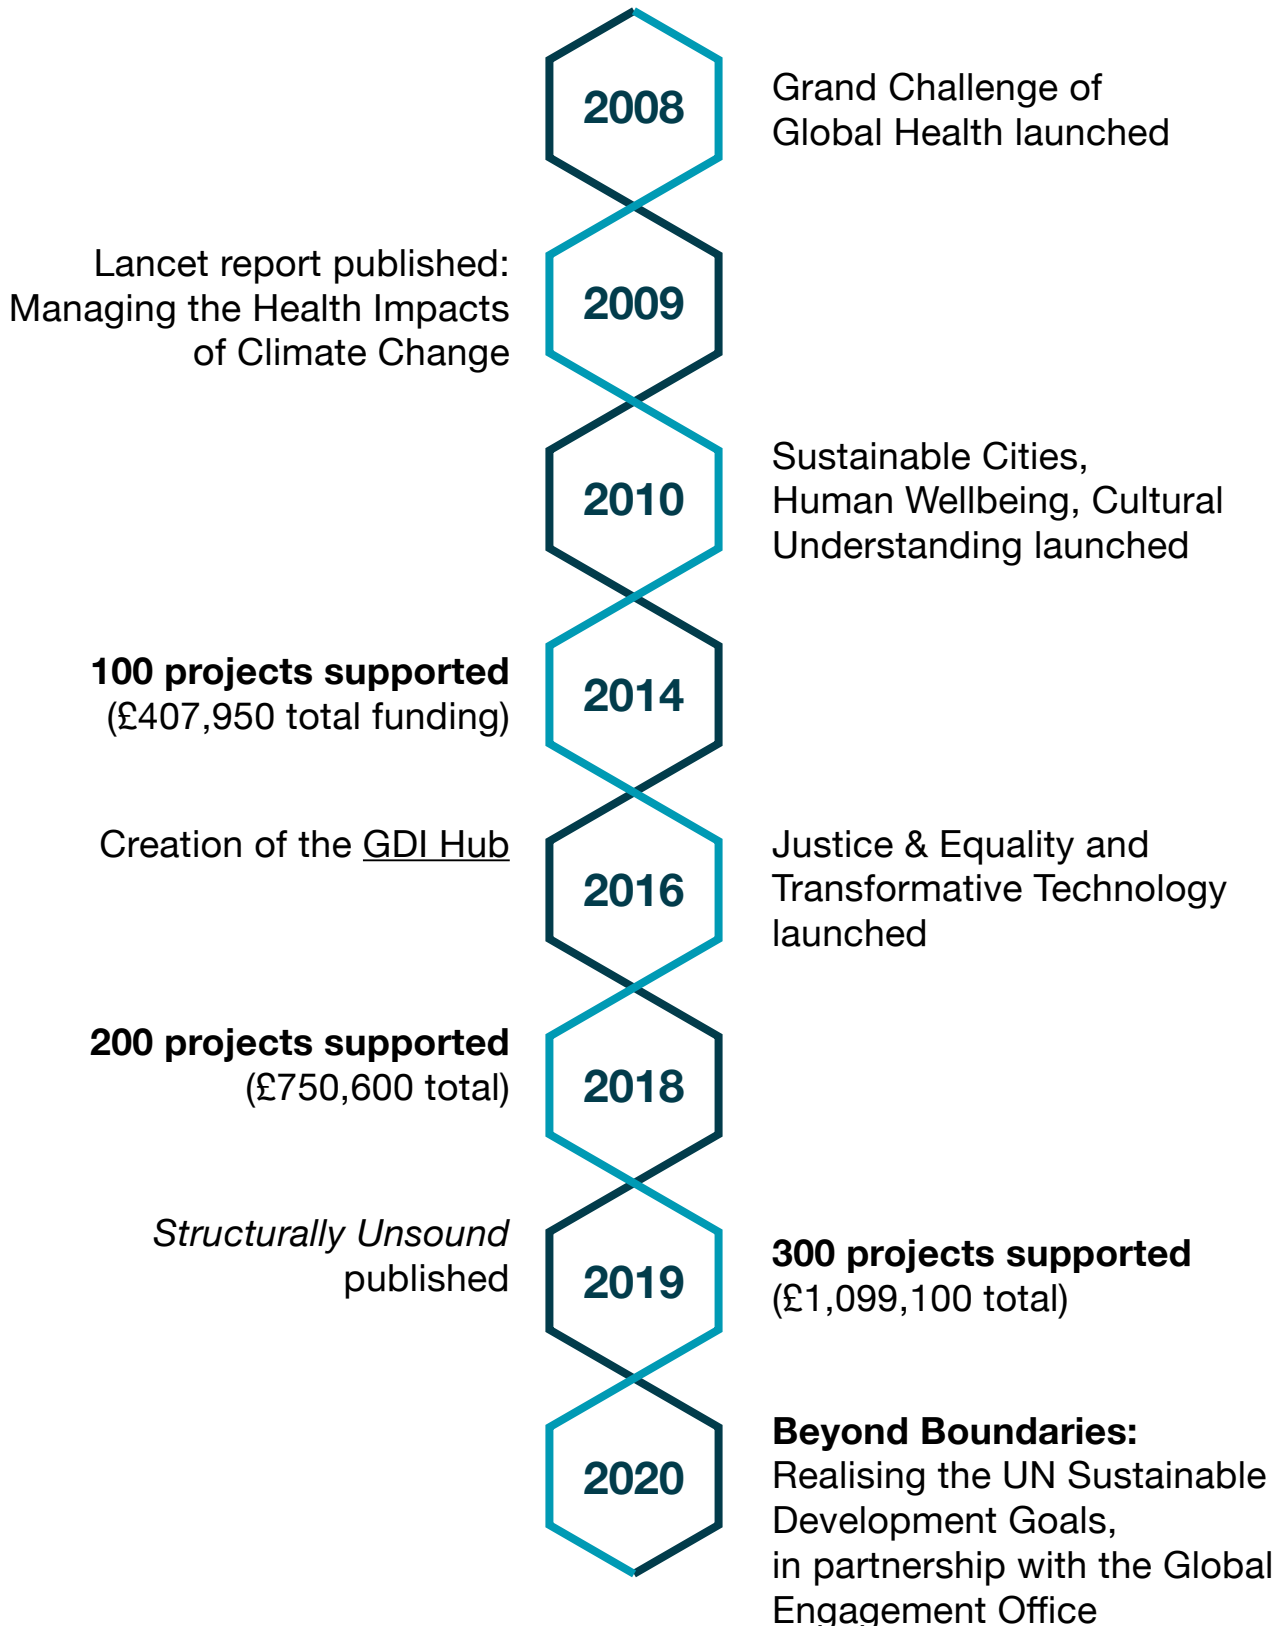 2008
Grand Challenge of
Global Health launched
Lancet report published:
Managing the Health Impacts
of Climate Change
2009
2010
Sustainable Cities,
Human Wellbeing, Cultural
Understanding launched
100 projects supported
(£407,950 total funding)
2014
Creation of the GDI Hub
2016
Justice & Equality and
Transformative Technology
launched
200 projects supported
(£750,600 total)
2018
Structurally Unsound
published
2019
300 projects supported
(£1,099,100 total)
2020
Beyond Boundaries:
Realising the UN Sustainable
Development Goals,
in partnership with the Global
Engagement Office